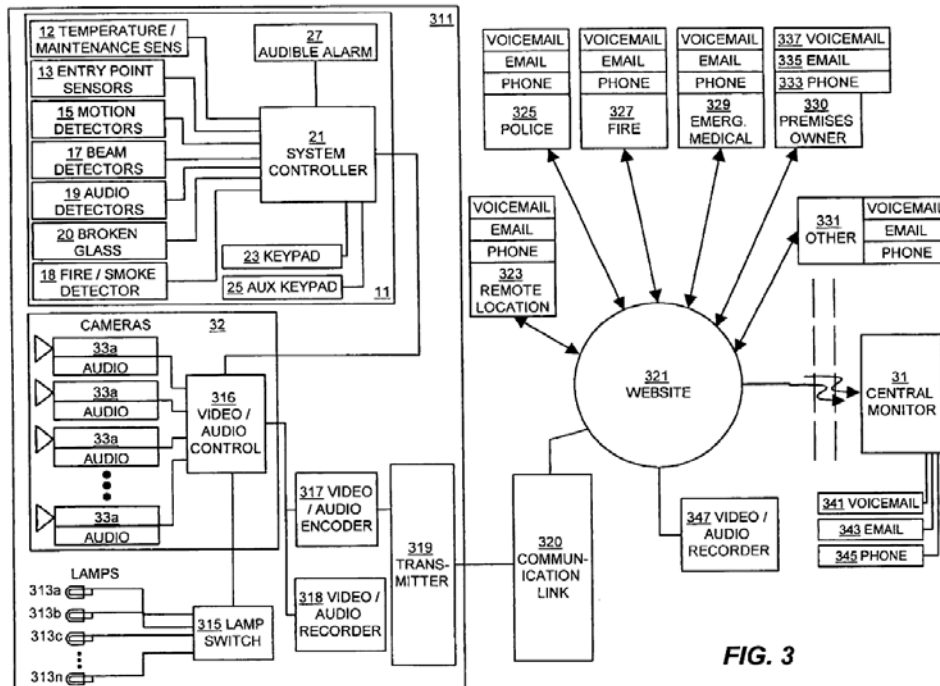 311
12 TEMPERATURE /
MAINTENANCE SENS
27
AUDIBLE ALARM
13 ENTRY POINT
SENSORS
15 MOTION
DETECTORS
17 BEAM
DETECTORS
19 AUDIO
DETECTORS
20 BROKEN
GLASS
18 FIRE / SMOKE
DETECTOR
21
SYSTEM
CONTROLLER
23 KEYPAD
25 AUX KEYPAD
11
CAMERAS
32
33a
AUDIO
33a
AUDIO
33a
AUDIO
33a
AUDIO
316
VIDEO /
AUDIO
CONTROL
LAMPS
313a
313b
313c
313n
315 LAMP
SWITCH
317 VIDEO
/ AUDIO
ENCODER
318 VIDEO /
AUDIO
RECORDER
319
TRANS-
MITTER
320
COMMUN-
ICATION
LINK
VOICEMAIL
EMAIL
PHONE
325
POLICE
VOICEMAIL
EMAIL
PHONE
327
FIRE
VOICEMAIL
EMAIL
PHONE
329
EMERG.
MEDICAL
337 VOICEMAIL
335 EMAIL
333 PHONE
330
PREMISES
OWNER
VOICEMAIL
EMAIL
PHONE
323
REMOTE
LOCATION
331
OTHER
VOICEMAIL
EMAIL
PHONE
321
WEBSITE
31
CENTRAL
MONITOR
341 VOICEMAIL
343 EMAIL
345 PHONE
347 VIDEO /
AUDIO
RECORDER
FIG. 3